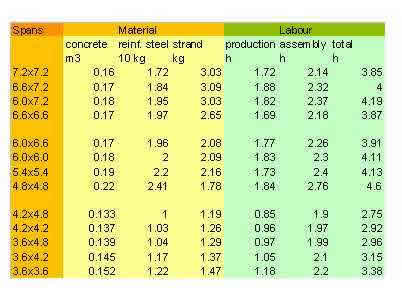 Spans Material Labour
concrete reinf. steel strand production assembly total
m3 10 kg kg h h h
7.2x7.2 0.16 1.72 3.03 1.72 2.14 3.85
6.6x7.2 0.17 1.84 3.09 1.88 2.32 4
6.0x7.2 0.18 1.95 3.03 1.82 2.37 4.19
6.6x6.6 0.17 1.97 2.65 1.69 2.18 3.87
6.0x6.6 0.17 1.96 2.08 1.77 2.26 3.91
6.0x6.0 0.18 2 2.09 1.83 2.3 4.11
5.4x5.4 0.19 2.2 2.16 1.73 2.4 4.13
4.8x4.8 0.22 2.41 1.78 1.84 2.76 4.6
4.2x4.8 0.133 1 1.19 0.85 1.9 2.75
4.2x4.2 0.137 1.03 1.26 0.96 1.97 2.92
3.6x4.8 0.139 1.04 1.29 0.97 1.99 2.96
3.6x4.2 0.145 1.17 1.37 1.05 2.1 3.15
3.6x3.6 0.152 1.22 1.47 1.18 2.2 3.38